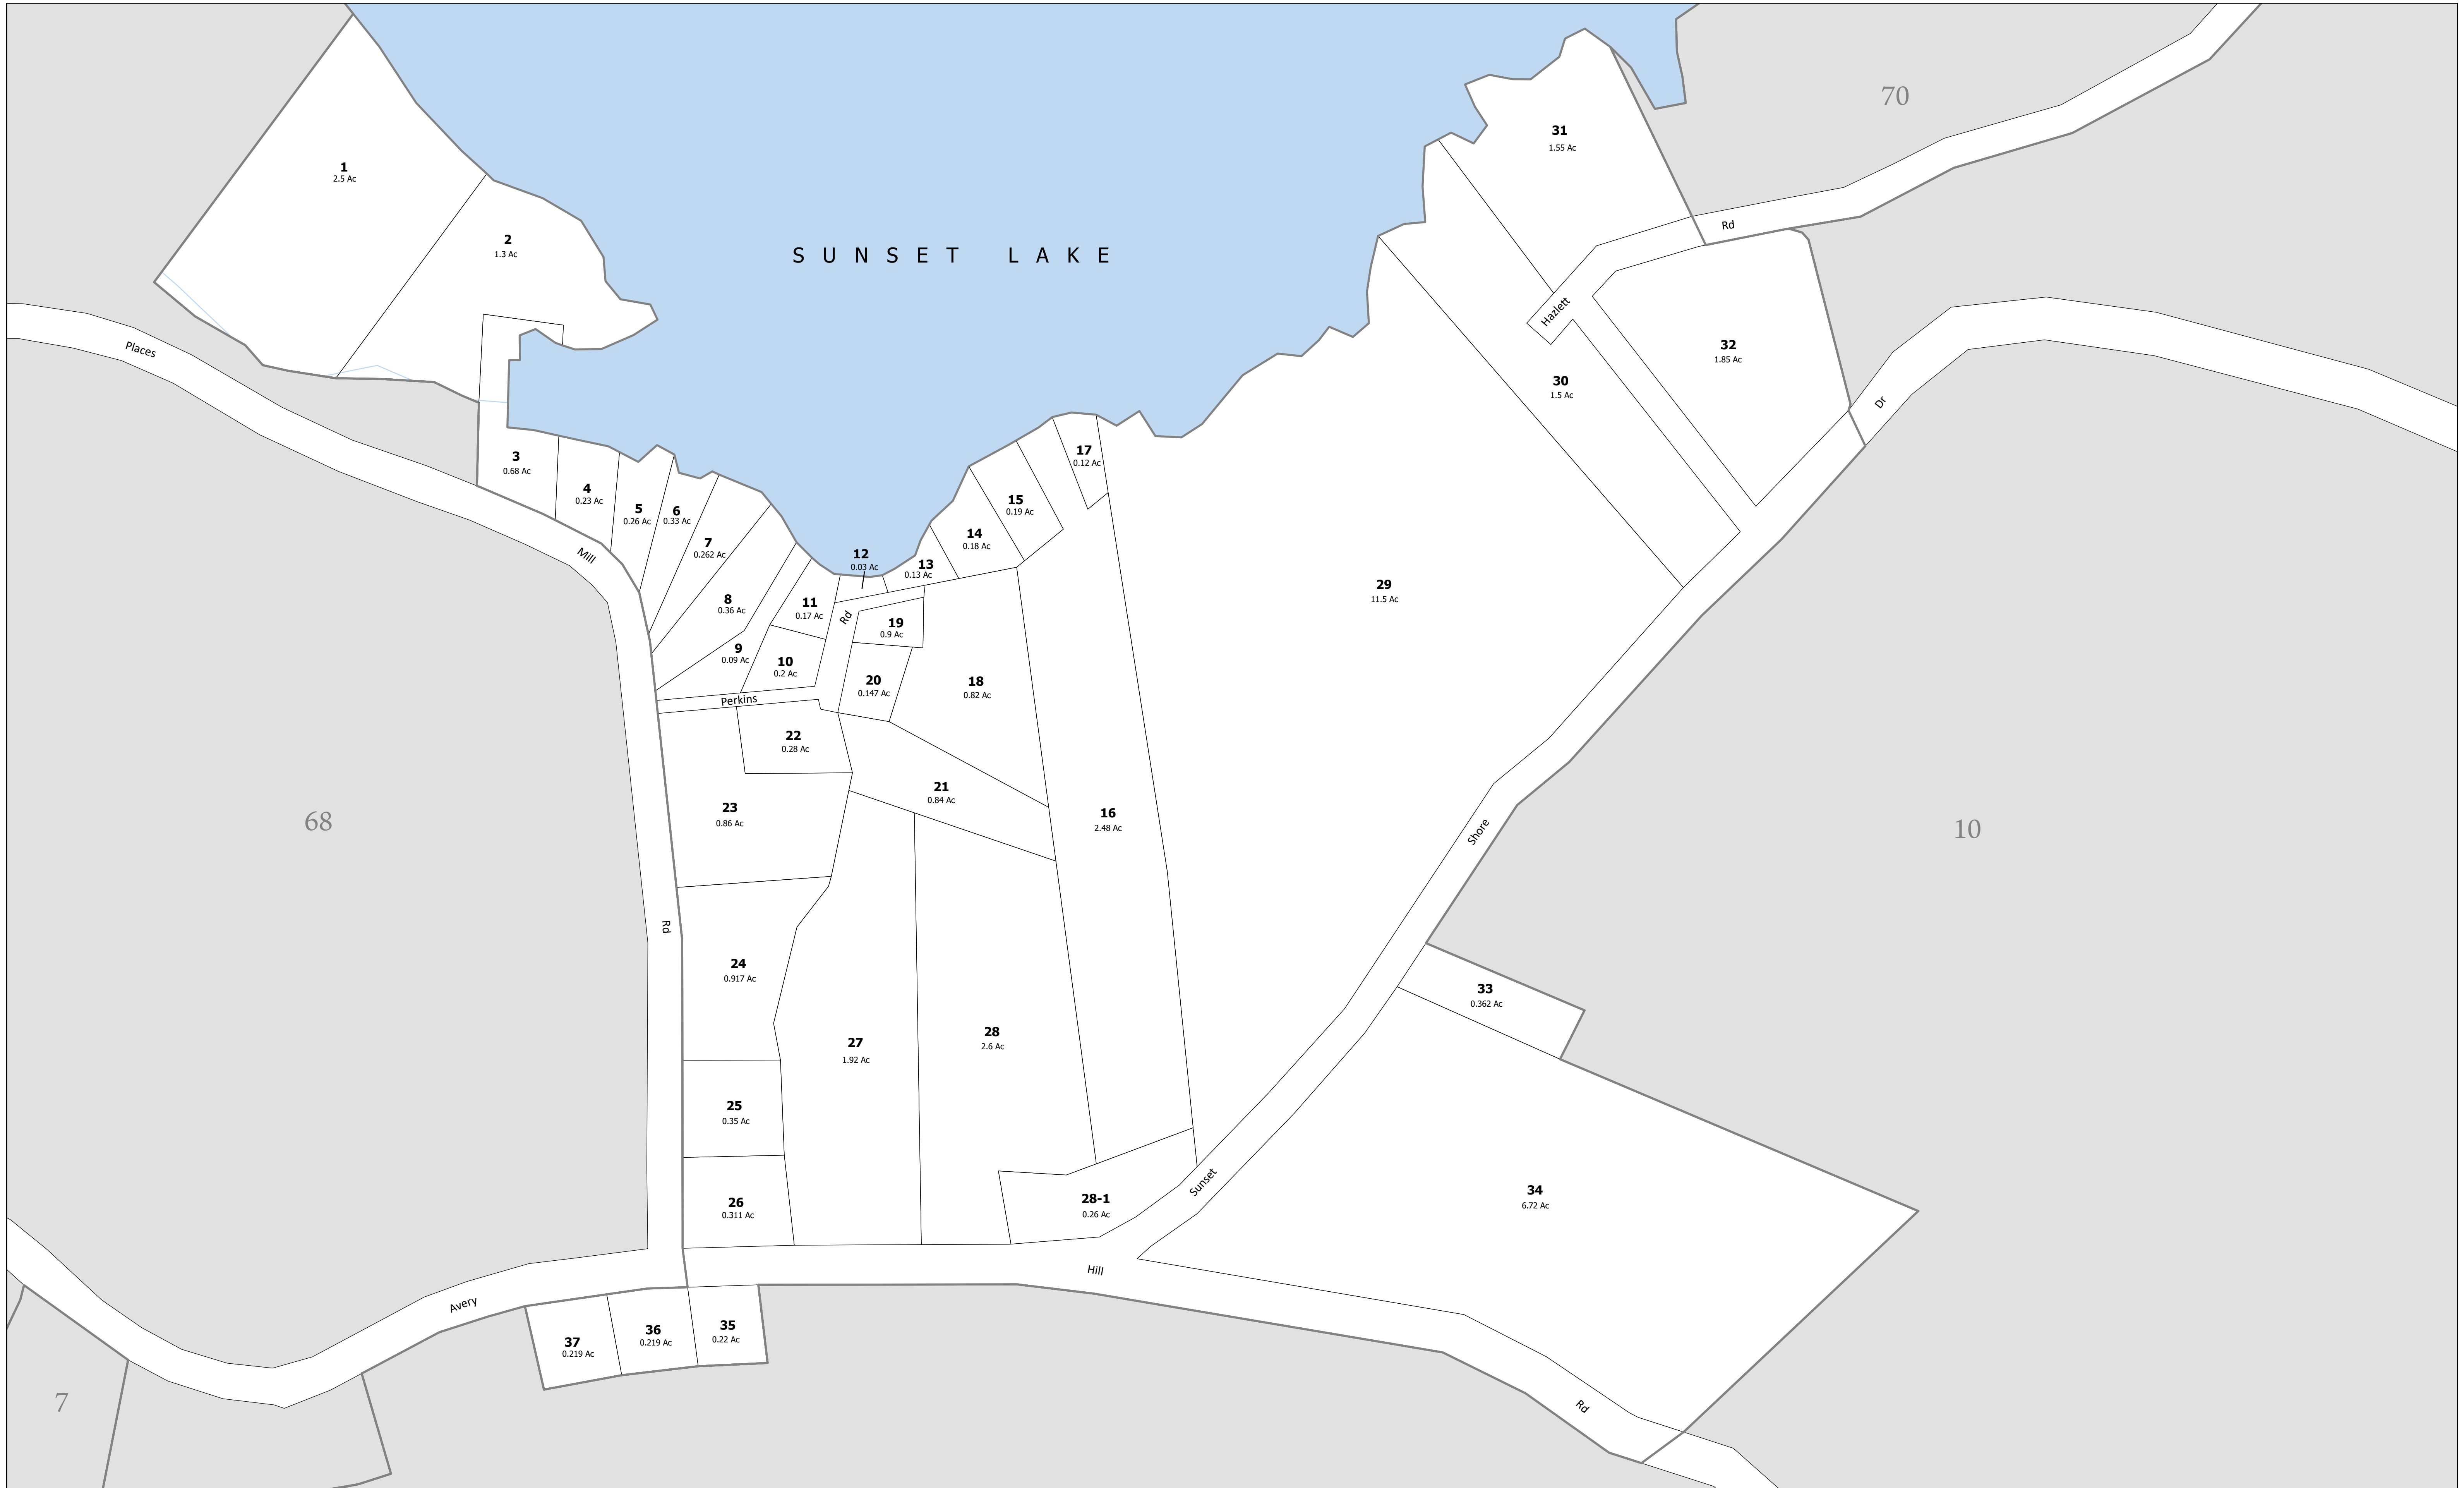 70
31
1.55 Ac
1
2.5 Ac
Rd
2
1.3 Ac
SUNSET LAKE
Hazlett
Places
32
1.85 Ac
30
1.5 Ac
Dr
17
0.12 Ac
3
0.68 Ac
4
0.23 Ac
15
0.19 Ac
5
0.26 Ac
6
0.33 Ac
14
0.18 Ac
7
0.262 Ac
Mill
12
0.03 Ac
13
0.13 Ac
29
11.5 Ac
8
0.36 Ac
11
0.17 Ac
Rd
19
0.9 Ac
9
0.09 Ac
10
0.2 Ac
20
0.147 Ac
18
0.82 Ac
Perkins
22
0.28 Ac
21
0.84 Ac
23
0.86 Ac
16
2.48 Ac
68
Shore
10
Rd
24
0.917 Ac
33
0.362 Ac
27
1.92 Ac
28
2.6 Ac
25
0.35 Ac
Sunset
34
6.72 Ac
26
0.311 Ac
28-1
0.26 Ac
Hill
Avery
35
0.22 Ac
36
0.219 Ac
37
0.219 Ac
7
Rd